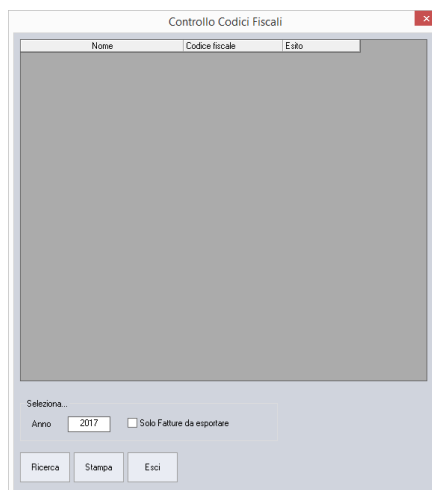 Controllo Codici Fiscali
Nome Codice fiscale Esito
Seleziona...
Anno 2017 Solo Fatture da esportare
Ricerca Stampa Esci